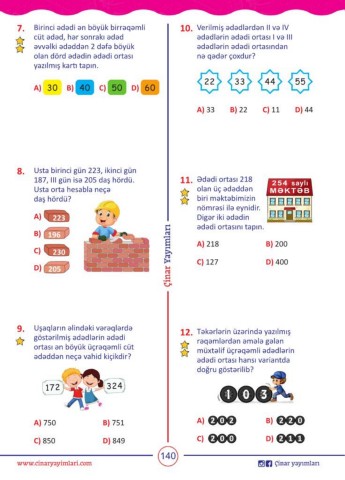 7. Birinci ədədi ən böyük birrəqəmli
cüt ədəd, hər sonrakı ədəd
əvvəlki ədəddən 2 dəfə böyük
olan dörd ədədin ədədi ortası
yazılmış kartı tapın.
A) 30 B) 40 C) 50 D) 60
8. Usta birinci gün 223, ikinci gün
187, III gün isə 205 daş hördü.
Usta orta hesabla neçə
daş hördü?
A) 223
B) 196
C) 230
D) 205
9. Uşaqların əlindəki vərəqlərdə
göstərilmiş ədədlərin ədədi
ortası ən böyük üçrəqəmli cüt
ədəddən neçə vahid kiçikdir?
172 324
A) 750 B) 751
C) 850 D) 849
10. Verilmiş ədədlərdən II və IV
ədədlərin ədədi ortası I və III
ədədlərin ədədi ortasından
nə qədər çoxdur?
22 33 44 55
A) 33 B) 22 C) 11 D) 44
11. Ədədi ortası 218
olan üç ədəddən
biri məktəbimizin
nömrəsi ilə eynidir.
Digər iki ədədin
ədədi ortasını tapın.
254 saylı
MƏKTƏB
A) 218 B) 200
C) 127 D) 400
12. Təkərlərin üzərində yazılmış
rəqəmlərdən əmələ gələn
müxtəlif üçrəqəmli ədədlərin
ədədi ortası hansı variantda
doğru göstərilib?
1 0 3
A) 202 B) 220
C) 200 D) 211
Çinar Yayımları
www.cinaryayimlari.com
140
Çinar yayımları